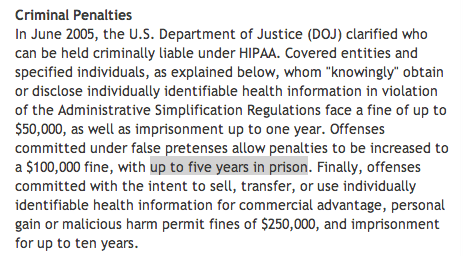 Criminal Penalties
In June 2005, the U.S. Department of Justice (DOJ) clarified who
can be held criminally liable under HIPAA. Covered entities and
specified individuals, as explained below, whom "knowingly" obtain
or disclose individually identifiable health information in violation
of the Administrative Simplification Regulations face a fine of up to
$50,000, as well as imprisonment up to one year. Offenses
committed under false pretenses allow penalties to be increased to
a $100,000 fine, with up to five years in prison. Finally, offenses
committed with the intent to sell, transfer, or use individually
identifiable health information for commercial advantage, personal
gain or malicious harm permit fines of $250,000, and imprisonment
for up to ten years.